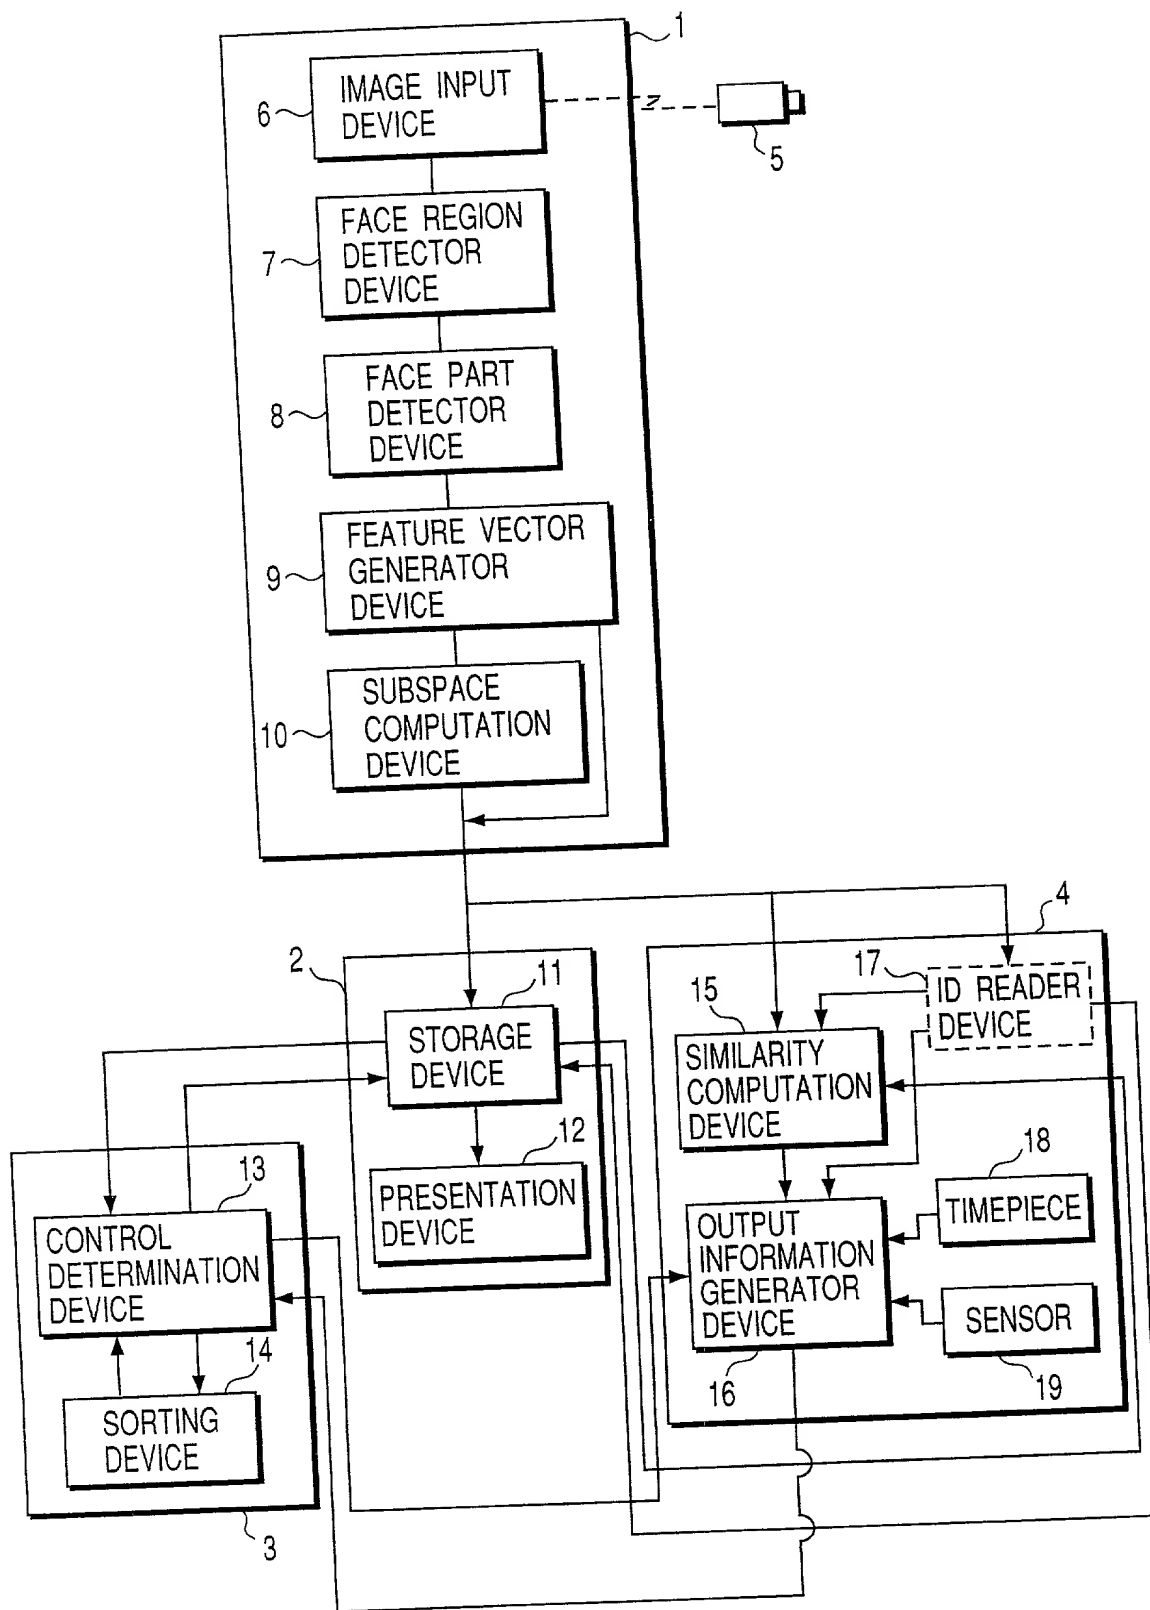 1
IMAGE INPUT
DEVICE
6
5
FACE REGION
DETECTOR
DEVICE
7
FACE PART
DETECTOR
DEVICE
8
FEATURE VECTOR
GENERATOR
DEVICE
9
SUBSPACE
COMPUTATION
DEVICE
10
2
11
STORAGE
DEVICE
12
PRESENTATION
DEVICE
13
CONTROL
DETERMINATION
DEVICE
14
SORTING
DEVICE
3
4
17
ID READER
DEVICE
15
SIMILARITY
COMPUTATION
DEVICE
18
TIMEPIECE
OUTPUT
INFORMATION
GENERATOR
DEVICE
16
SENSOR
19